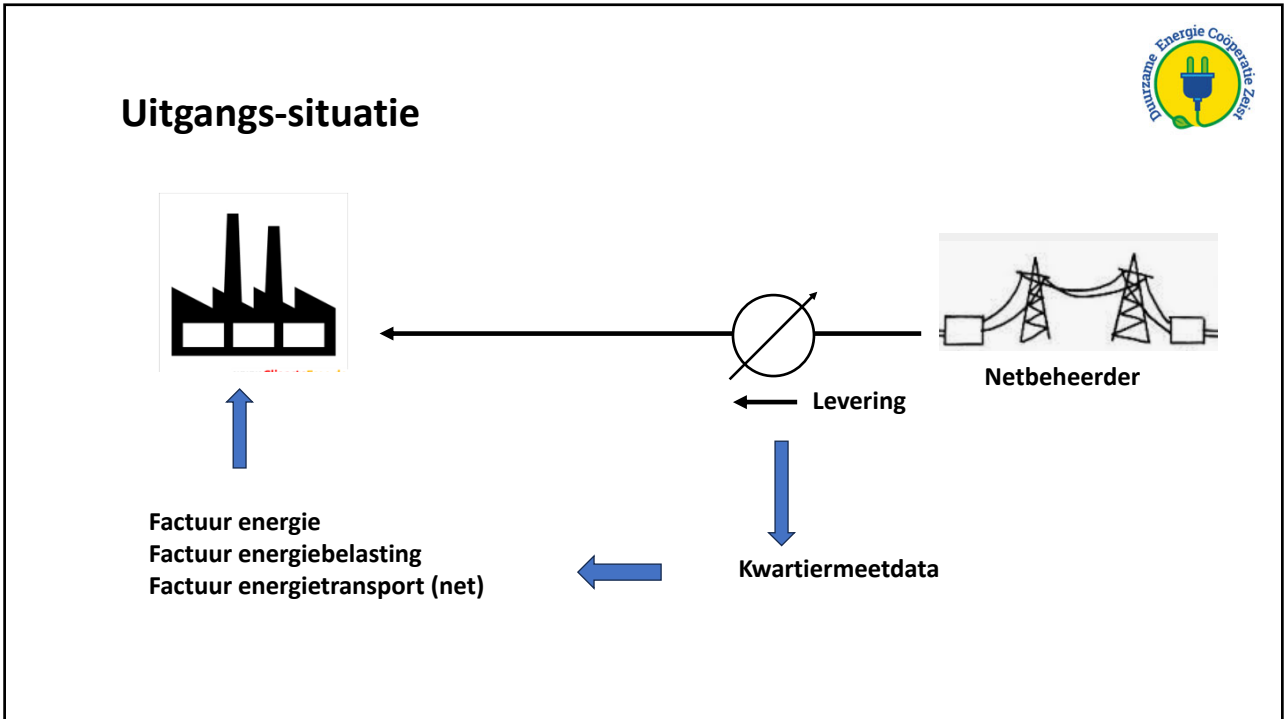 Duurzame Energie Coöperatie Zeist
Uitgangs-situatie
Netbeheerder
Levering
Factuur energie
Factuur energiebelasting
Factuur energietransport (net)
Kwartiermeetdata